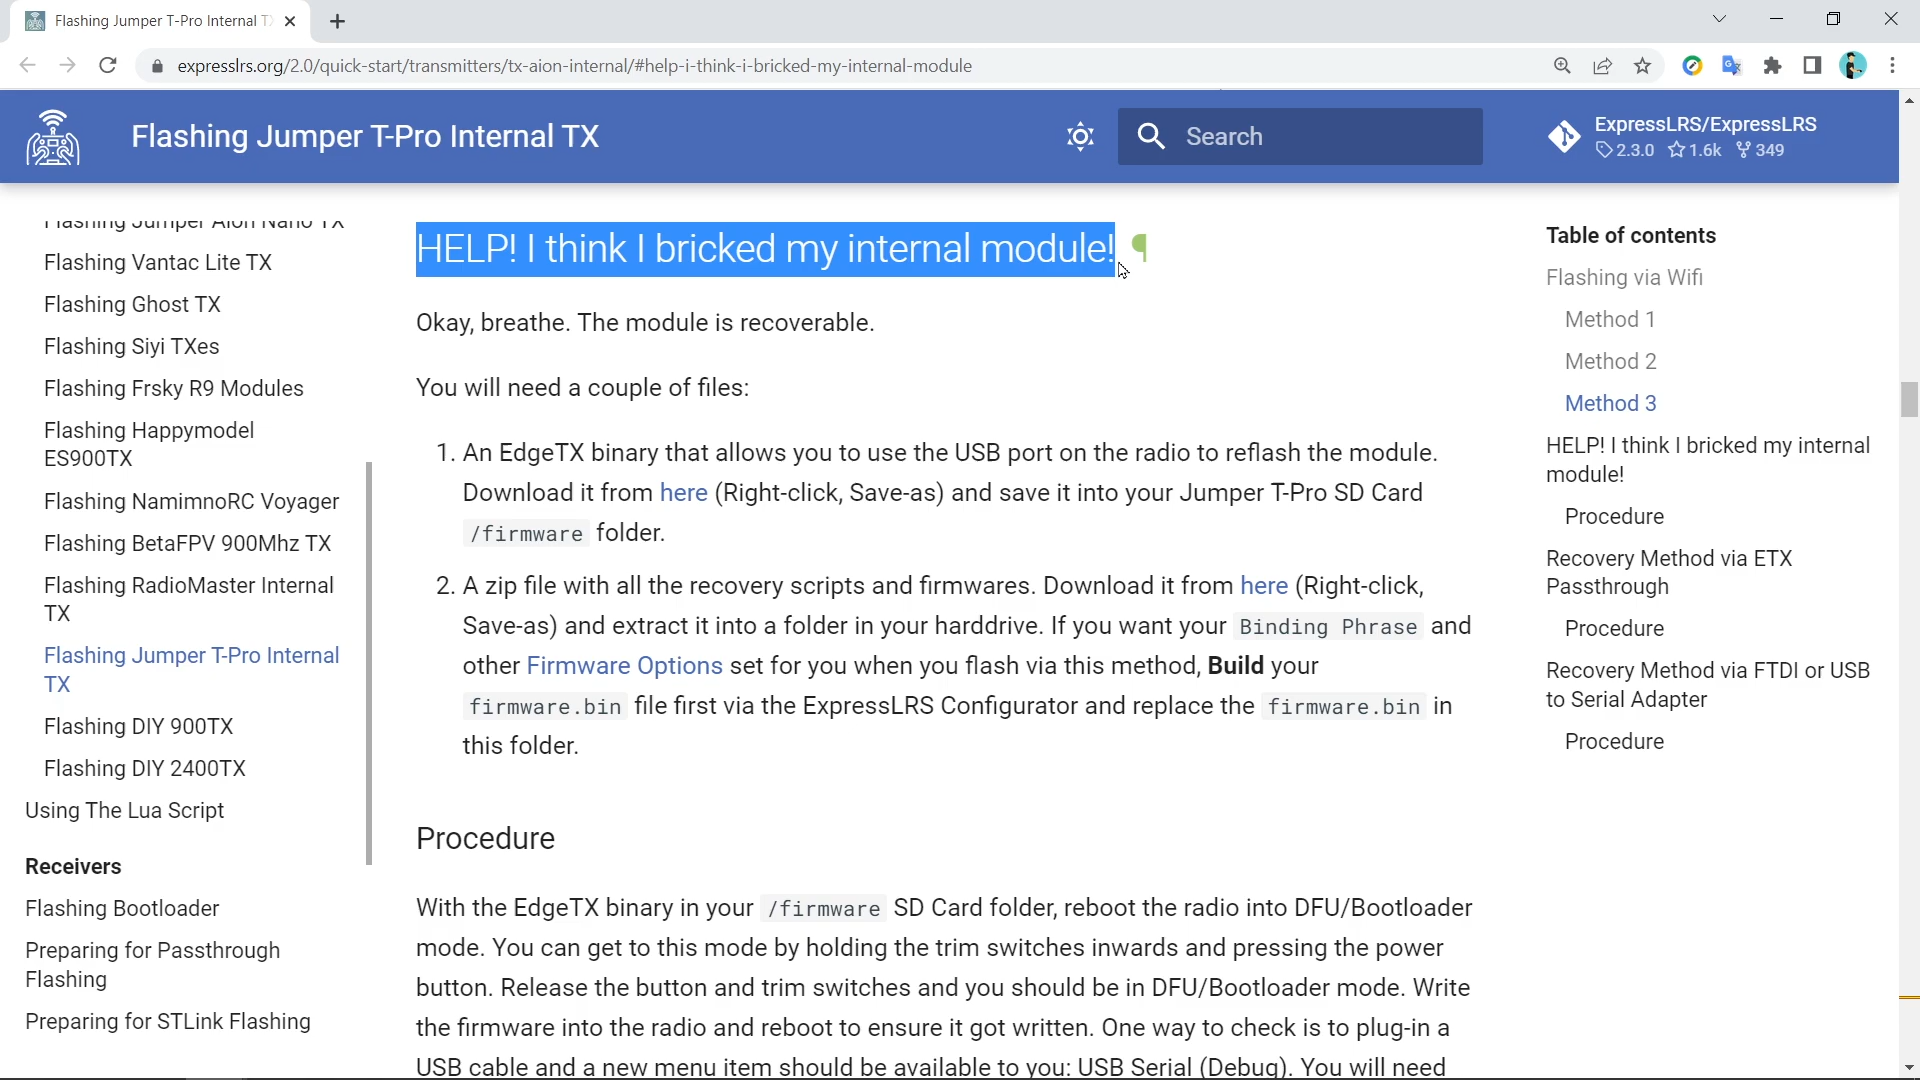 Flashing Jumper T-Pro Internal T
expresslrs.org/2.0/quick-start/transmitters/tx-aion-internal/#help-i-think-i-bricked-my-internal-module
Flashing Jumper T-Pro Internal TX
Search
ExpressLRS/ExpressLRS
2.3.0 1.6k 349
Flashing Jumper Aion Nano TX
Flashing Vantac Lite TX
Flashing Ghost TX
Flashing Siyi TXes
Flashing Frsky R9 Modules
Flashing Happymodel
ES900TX
Flashing NamimnoRC Voyager
Flashing BetaFPV 900Mhz TX
Flashing RadioMaster Internal
TX
Flashing Jumper T-Pro Internal
TX
Flashing DIY 900TX
Flashing DIY 2400TX
Using The Lua Script
Receivers
Flashing Bootloader
Preparing for Passthrough
Flashing
Preparing for STLink Flashing
HELP! I think I bricked my internal module! ¶
Okay, breathe. The module is recoverable.
You will need a couple of files:
1. An EdgeTX binary that allows you to use the USB port on the radio to reflash the module.
Download it from here (Right-click, Save-as) and save it into your Jumper T-Pro SD Card
/firmware folder.
2. A zip file with all the recovery scripts and firmwares. Download it from here (Right-click,
Save-as) and extract it into a folder in your harddrive. If you want your Binding Phrase and
other Firmware Options set for you when you flash via this method, Build your
firmware.bin file first via the ExpressLRS Configurator and replace the firmware.bin in
this folder.
Procedure
With the EdgeTX binary in your /firmware SD Card folder, reboot the radio into DFU/Bootloader
mode. You can get to this mode by holding the trim switches inwards and pressing the power
button. Release the button and trim switches and you should be in DFU/Bootloader mode. Write
the firmware into the radio and reboot to ensure it got written. One way to check is to plug-in a
USB cable and a new menu item should be available to you: USB Serial (Debug). You will need
Table of contents
Flashing via Wifi
Method 1
Method 2
Method 3
HELP! I think I bricked my internal
module!
Procedure
Recovery Method via ETX
Passthrough
Procedure
Recovery Method via FTDI or USB
to Serial Adapter
Procedure